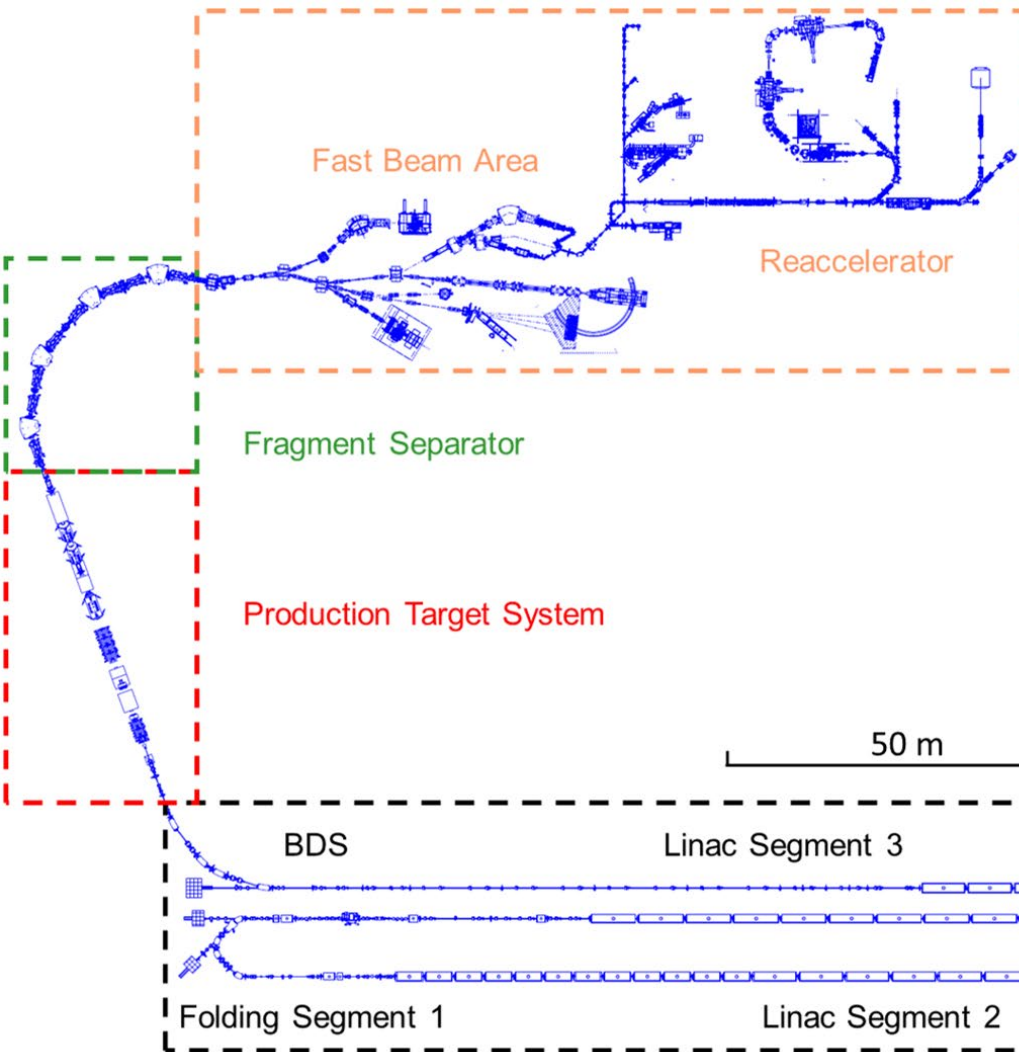 Fast Beam Area
Reaccelerator
Fragment Separator
Production Target System
50 m
BDS
Linac Segment 3
Folding Segment 1
Linac Segment 2